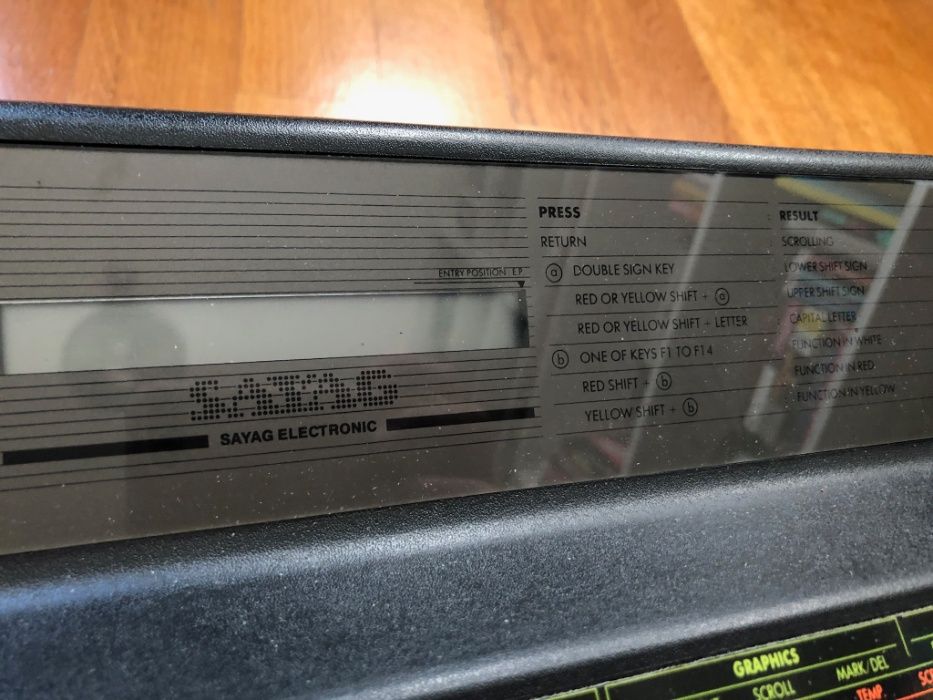 ENTRY POSITION E.P
SAYAG
SAYAG ELECTRONIC
PRESS RESULT
RETURN SCROLLING
a DOUBLE SIGN KEY LOWER SHIFT SIGN
RED OR YELLOW SHIFT + a UPPER SHIFT SIGN
RED OR YELLOW SHIFT + LETTER CAPITAL LETTER
b ONE OF KEYS F1 TO F14 FUNCTION IN WHITE
RED SHIFT + b FUNCTION IN RED
YELLOW SHIFT + b FUNCTION IN YELLOW
GRAPHICS
SCROLL MARK/DEL
TEMP.